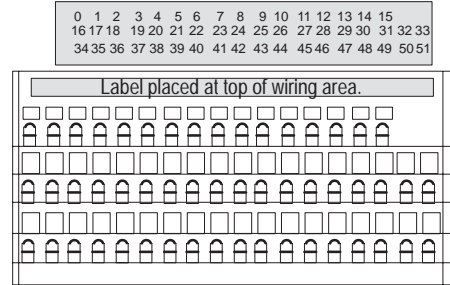 0 1 2 3 4 5 6 7 8 9 10 11 12 13 14 15
16 17 18 19 20 21 22 23 24 25 26 27 28 29 30 31 32 33
34 35 36 37 38 39 40 41 42 43 44 45 46 47 48 49 50 51
Label placed at top of wiring area.